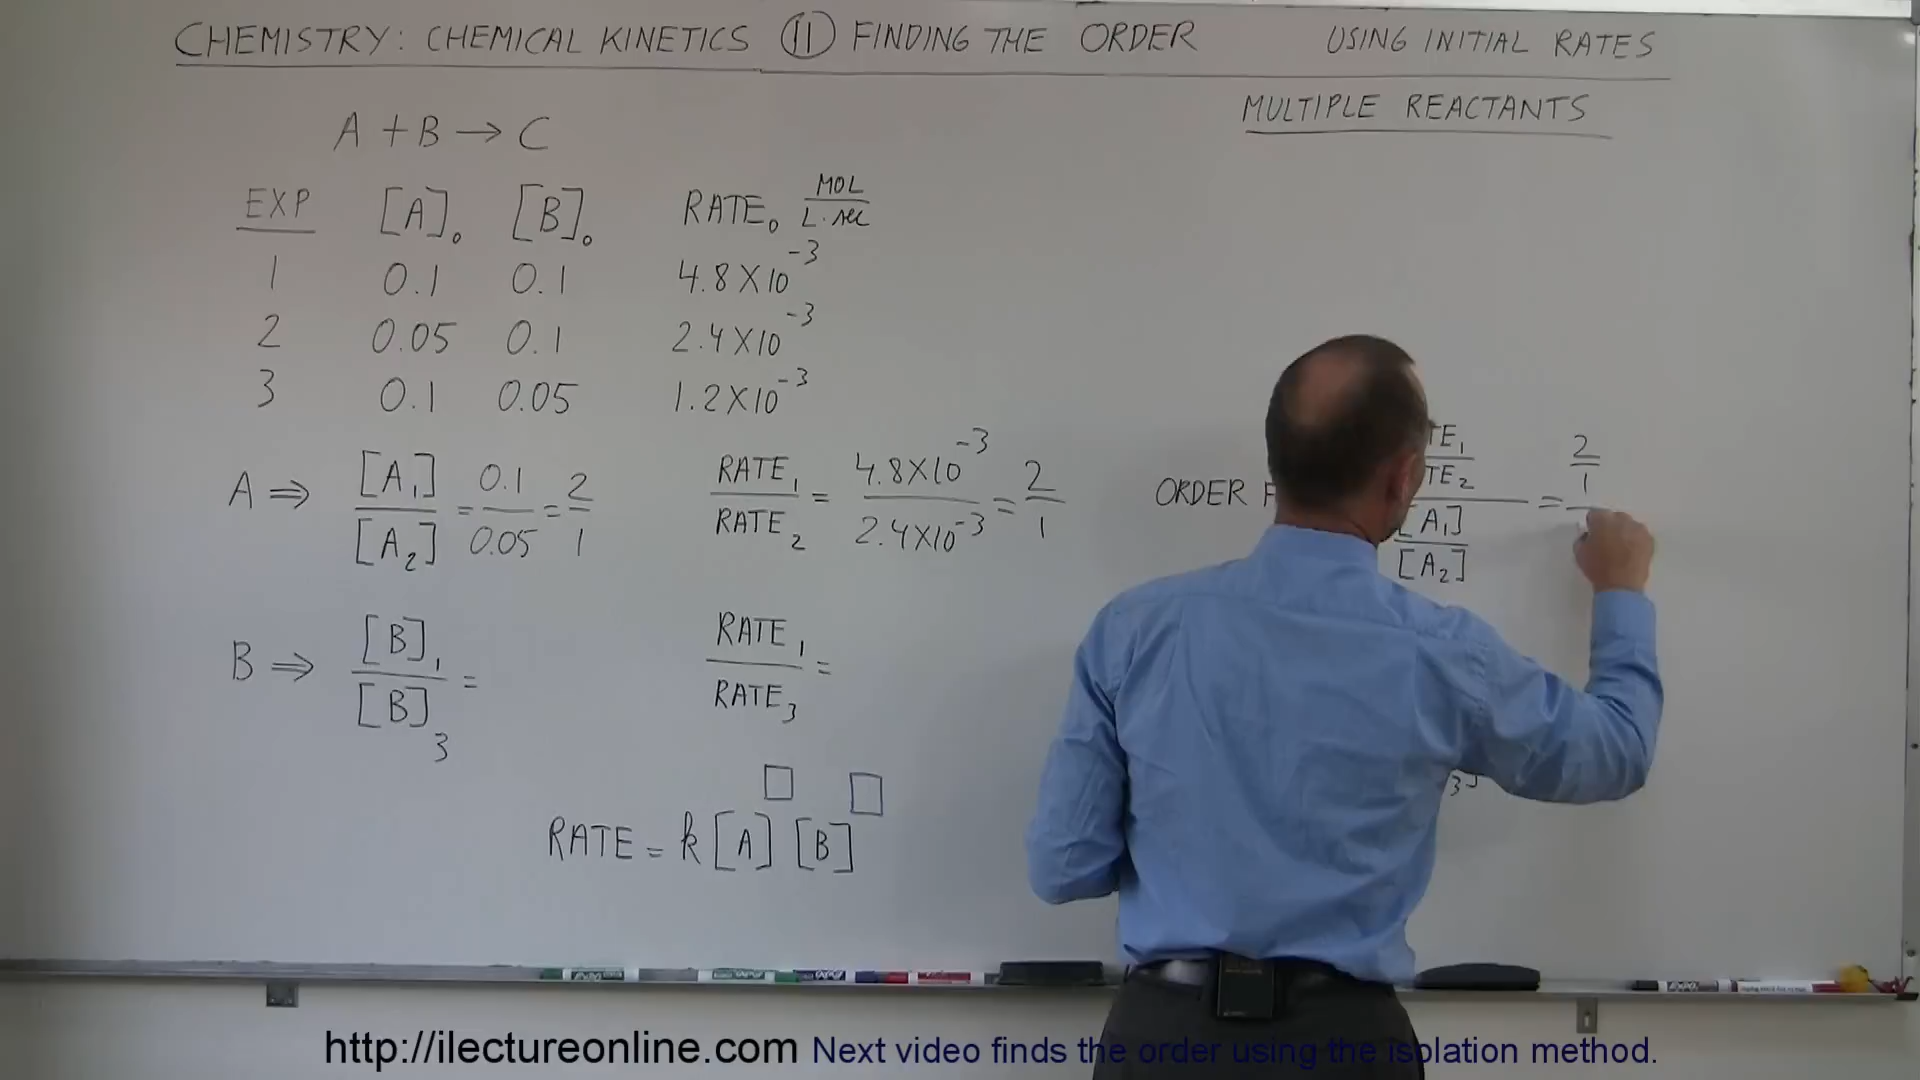 CHEMISTRY: CHEMICAL KINETICS 11 FINDING THE ORDER USING INITIAL RATES
MULTIPLE REACTANTS
A + B → C
EXP [A]₀ [B]₀ RATE₀ MOL/L·sec
1 0.1 0.1 4.8 X 10⁻³
2 0.05 0.1 2.4 X 10⁻³
3 0.1 0.05 1.2 X 10⁻³
A ⇒ [A₁]/[A₂] = 0.1/0.05 = 2/1 RATE₁/RATE₂ = 4.8X10⁻³/2.4X10⁻³ = 2/1 ORDER F TE₁/TE₂ / [A₁]/[A₂] = 2/1
B ⇒ [B]₁/[B]₃ = RATE₁/RATE₃ =
RATE = k [A]□ [B]□
http://ilectureonline.com Next video finds the order using the isolation method.